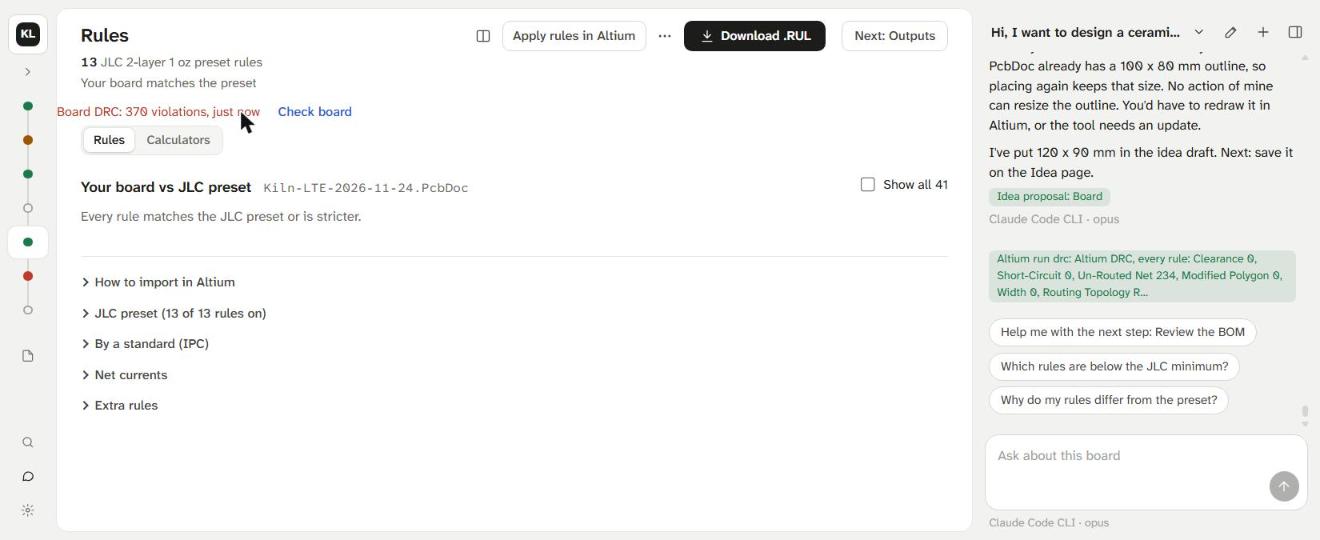 KL
Rules
Apply rules in Altium
Download .RUL
Next: Outputs
13 JLC 2-layer 1 oz preset rules
Your board matches the preset
Board DRC: 370 violations, just now
Check board
Rules
Calculators
Your board vs JLC preset
Kiln-LTE-2026-11-24.PcbDoc
Show all 41
Every rule matches the JLC preset or is stricter.
How to import in Altium
JLC preset (13 of 13 rules on)
By a standard (IPC)
Net currents
Extra rules
Hi, I want to design a cerami...
PcbDoc already has a 100 x 80 mm outline, so
placing again keeps that size. No action of mine
can resize the outline. You'd have to redraw it in
Altium, or the tool needs an update.
I've put 120 x 90 mm in the idea draft. Next: save it
on the Idea page.
Idea proposal: Board
Claude Code CLI · opus
Altium run drc: Altium DRC, every rule: Clearance 0,
Short-Circuit 0, Un-Routed Net 234, Modified Polygon 0,
Width 0, Routing Topology R...
Help me with the next step: Review the BOM
Which rules are below the JLC minimum?
Why do my rules differ from the preset?
Ask about this board
Claude Code CLI · opus